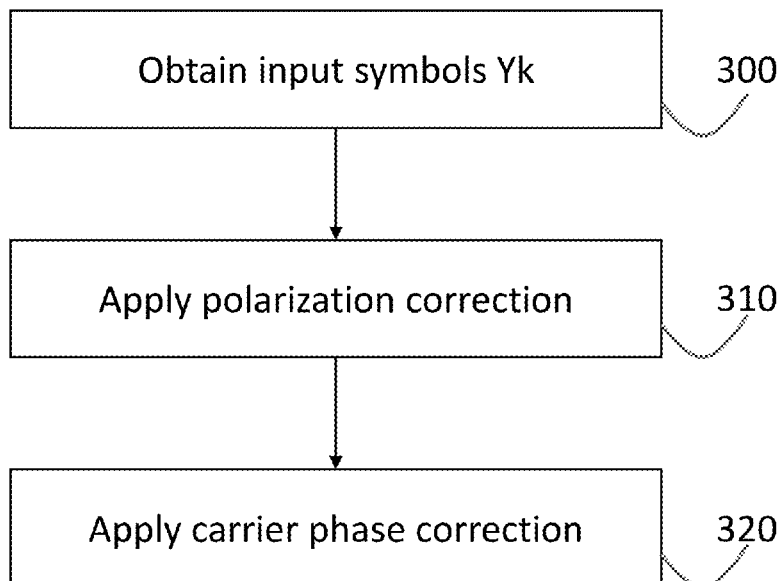 Obtain input symbols Yk 300
Apply polarization correction 310
Apply carrier phase correction 320